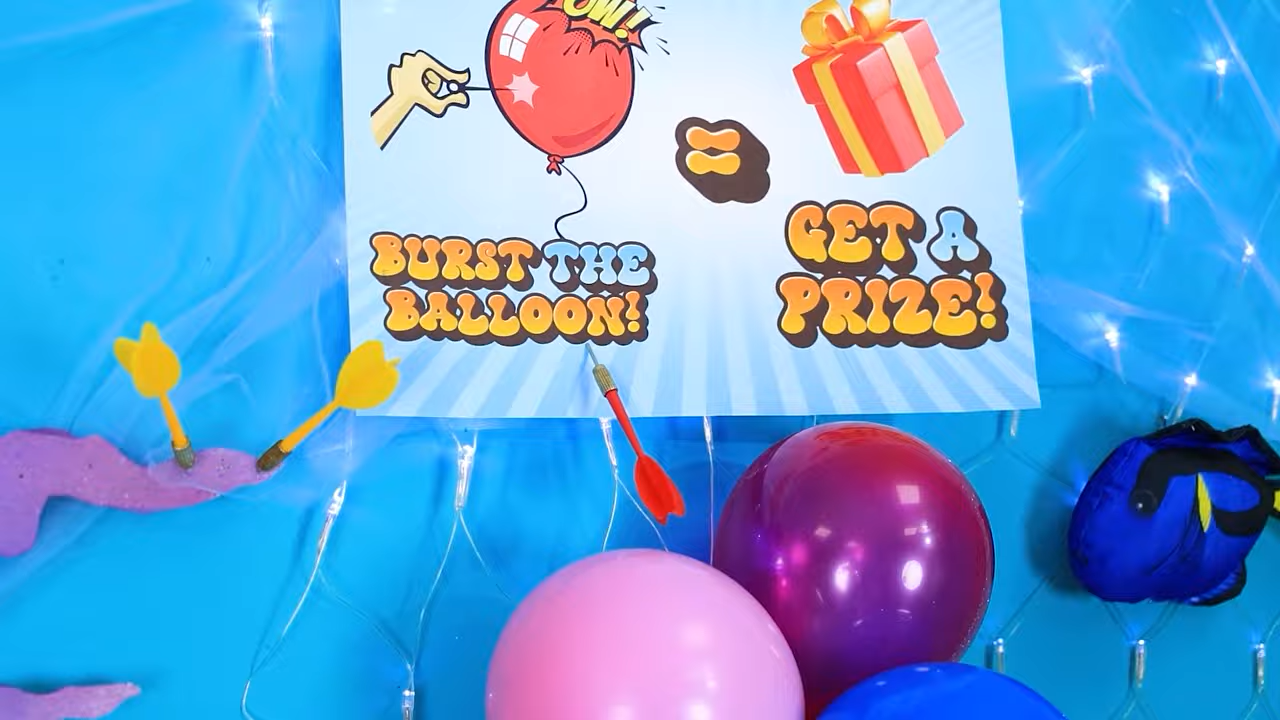 OW!!
=
BURST THE
BALLOON!
GET A
PRIZE!